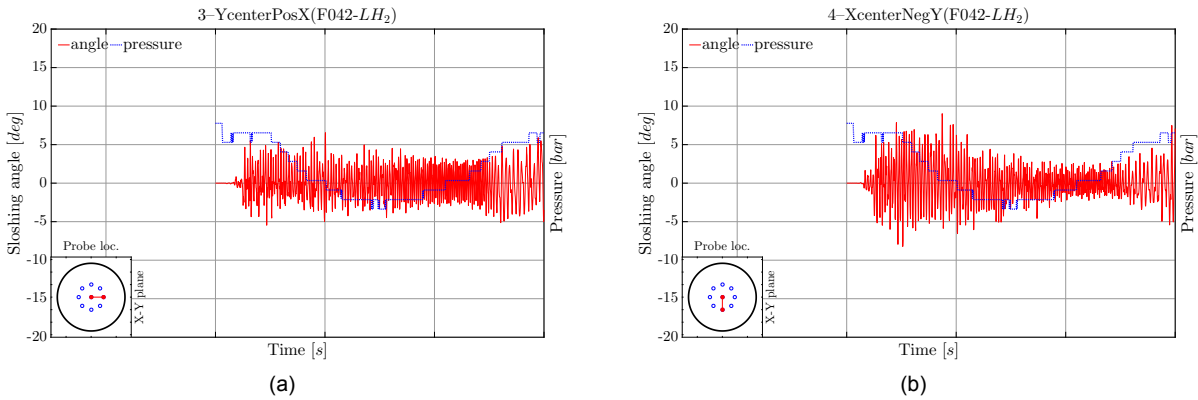 3–YcenterPosX(F042-LH2)
20
15
10
5
0
-5
-10
-15
-20
Sloshing angle [deg]
angle pressure
Pressure [bar]
Probe loc.
X-Y plane
Time [s]
(a)
4–XcenterNegY(F042-LH2)
20
15
10
5
0
-5
-10
-15
-20
Sloshing angle [deg]
angle pressure
Pressure [bar]
Probe loc.
X-Y plane
Time [s]
(b)